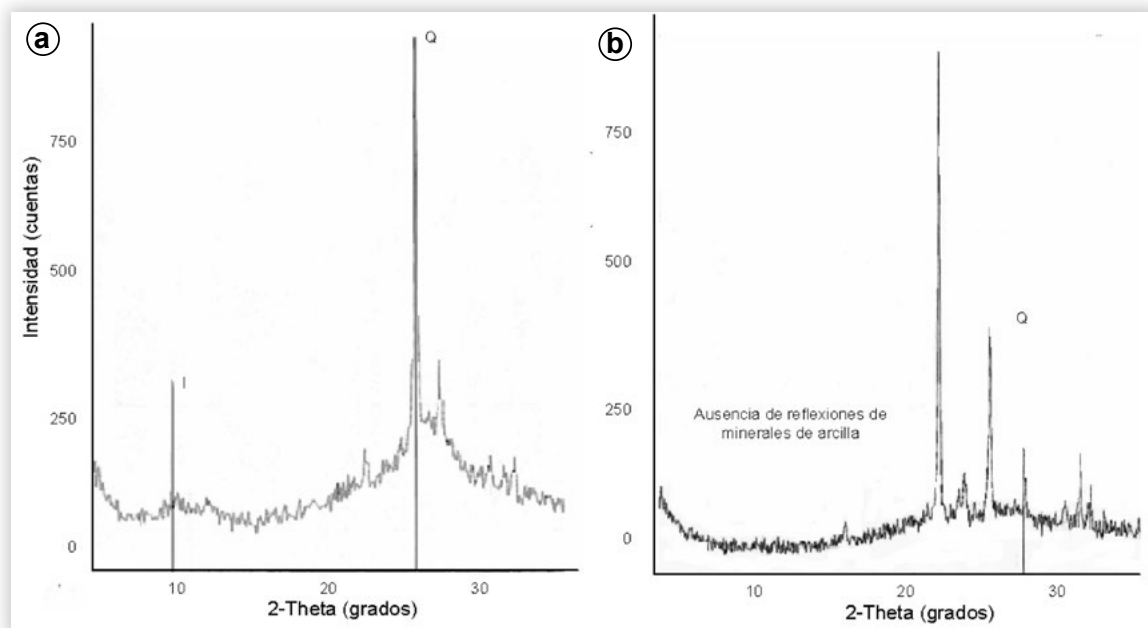 a
Q
750
500
250
0
I
10
20
30
Intensidad (cuentas)
2-Theta (grados)
b
750
500
250
0
Q
Ausencia de reflexiones de
minerales de arcilla
10
20
30
2-Theta (grados)